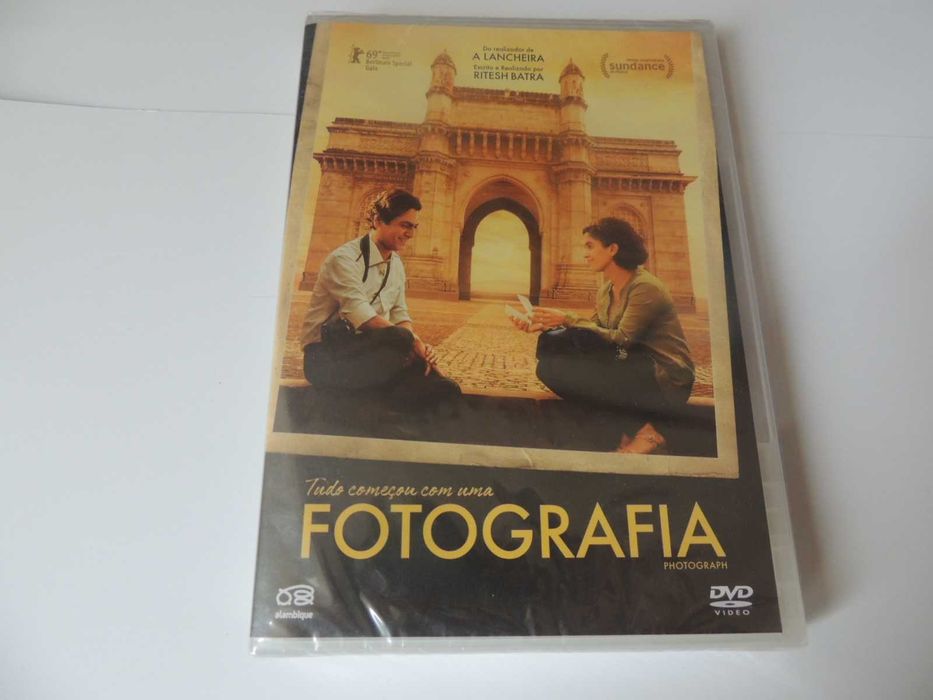 69ª
Berlinale Special
Gala
Do realizador de
A LANCHEIRA
Escrito e Realizado por
RITESH BATRA
sundance
Tudo começou com uma
FOTOGRAFIA
PHOTOGRAPH
alambique
DVD
VIDEO